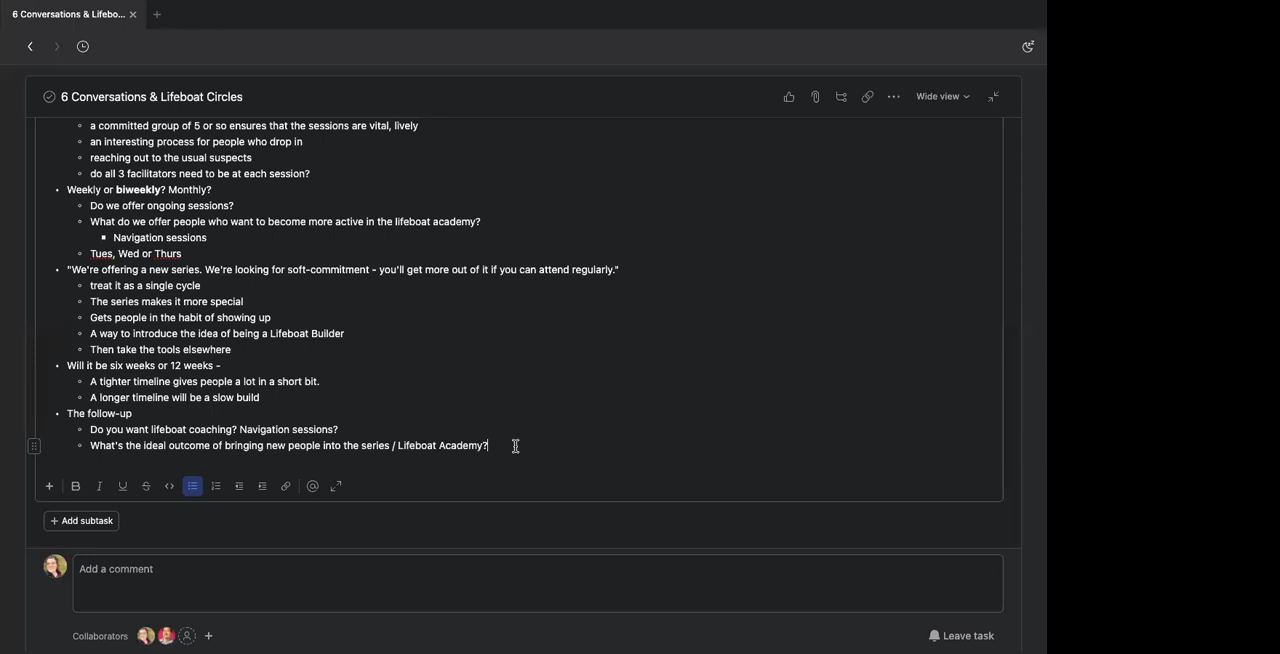 6 Conversations & Lifebo...
6 Conversations & Lifeboat Circles
Wide view
a committed group of 5 or so ensures that the sessions are vital, lively
an interesting process for people who drop in
reaching out to the usual suspects
do all 3 facilitators need to be at each session?
Weekly or biweekly? Monthly?
Do we offer ongoing sessions?
What do we offer people who want to become more active in the lifeboat academy?
Navigation sessions
Tues, Wed or Thurs
"We're offering a new series. We're looking for soft-commitment - you'll get more out of it if you can attend regularly."
treat it as a single cycle
The series makes it more special
Gets people in the habit of showing up
A way to introduce the idea of being a Lifeboat Builder
Then take the tools elsewhere
Will it be six weeks or 12 weeks -
A tighter timeline gives people a lot in a short bit.
A longer timeline will be a slow build
The follow-up
Do you want lifeboat coaching? Navigation sessions?
What's the ideal outcome of bringing new people into the series / Lifeboat Academy?
+ Add subtask
Add a comment
Collaborators
Leave task